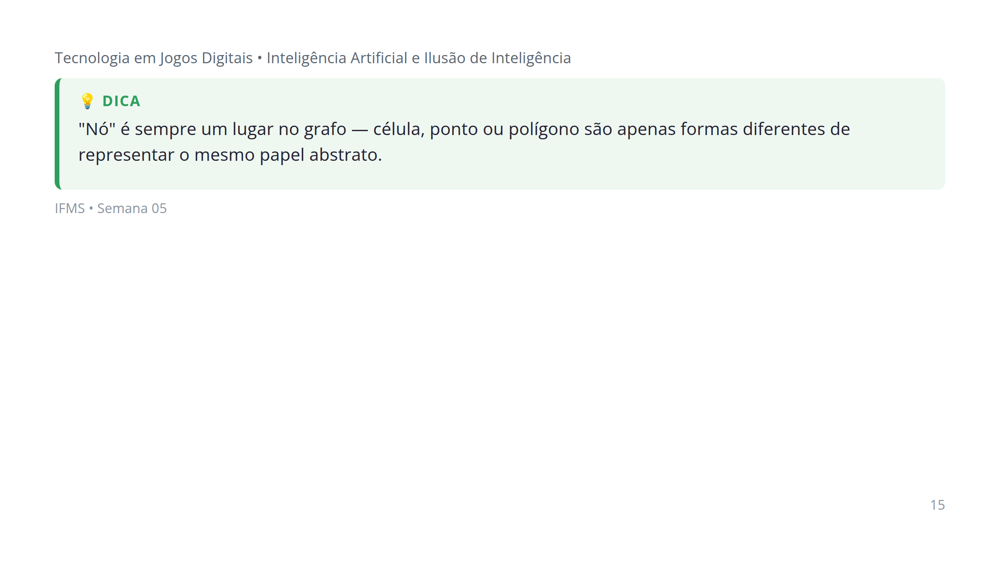 Tecnologia em Jogos Digitais • Inteligência Artificial e Ilusão de Inteligência
💡 DICA
"Nó" é sempre um lugar no grafo — célula, ponto ou polígono são apenas formas diferentes de
representar o mesmo papel abstrato.
IFMS • Semana 05
15